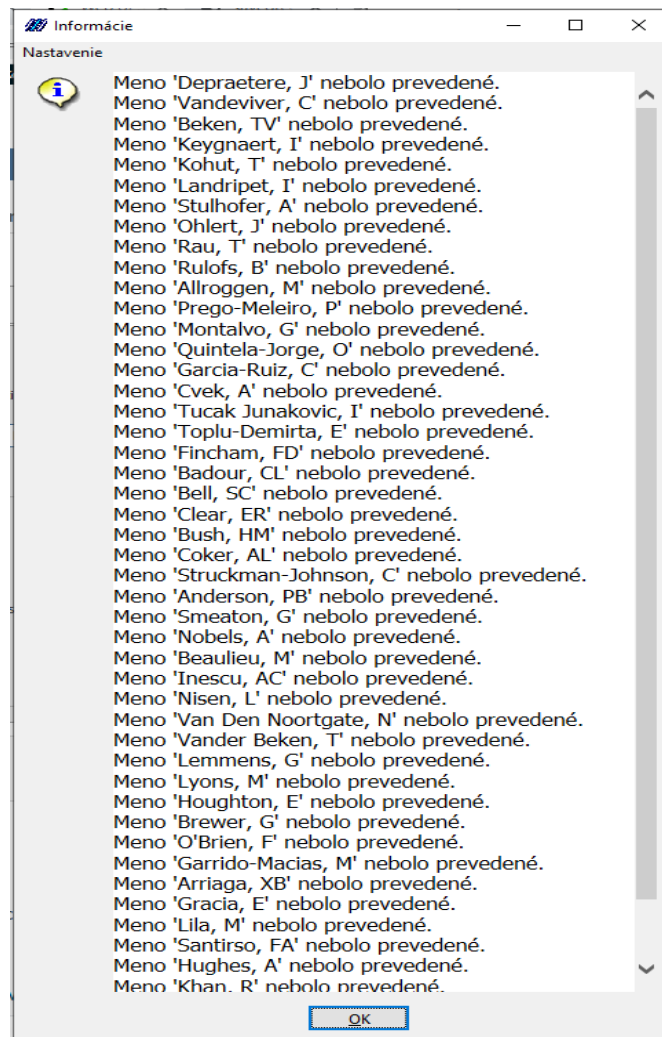 Informácie
Nastavenie
Meno 'Depraetere, J' nebolo prevedené.
Meno 'Vandeviver, C' nebolo prevedené.
Meno 'Beken, TV' nebolo prevedené.
Meno 'Keygnaert, I' nebolo prevedené.
Meno 'Kohut, T' nebolo prevedené.
Meno 'Landripet, I' nebolo prevedené.
Meno 'Stulhofer, A' nebolo prevedené.
Meno 'Ohlert, J' nebolo prevedené.
Meno 'Rau, T' nebolo prevedené.
Meno 'Rulofs, B' nebolo prevedené.
Meno 'Allroggen, M' nebolo prevedené.
Meno 'Prego-Meleiro, P' nebolo prevedené.
Meno 'Montalvo, G' nebolo prevedené.
Meno 'Quintela-Jorge, O' nebolo prevedené.
Meno 'Garcia-Ruiz, C' nebolo prevedené.
Meno 'Cvek, A' nebolo prevedené.
Meno 'Tucak Junakovic, I' nebolo prevedené.
Meno 'Toplu-Demirta, E' nebolo prevedené.
Meno 'Fincham, FD' nebolo prevedené.
Meno 'Badour, CL' nebolo prevedené.
Meno 'Bell, SC' nebolo prevedené.
Meno 'Clear, ER' nebolo prevedené.
Meno 'Bush, HM' nebolo prevedené.
Meno 'Coker, AL' nebolo prevedené.
Meno 'Struckman-Johnson, C' nebolo prevedené.
Meno 'Anderson, PB' nebolo prevedené.
Meno 'Smeaton, G' nebolo prevedené.
Meno 'Nobels, A' nebolo prevedené.
Meno 'Beaulieu, M' nebolo prevedené.
Meno 'Inescu, AC' nebolo prevedené.
Meno 'Nisen, L' nebolo prevedené.
Meno 'Van Den Noortgate, N' nebolo prevedené.
Meno 'Vander Beken, T' nebolo prevedené.
Meno 'Lemmens, G' nebolo prevedené.
Meno 'Lyons, M' nebolo prevedené.
Meno 'Houghton, E' nebolo prevedené.
Meno 'Brewer, G' nebolo prevedené.
Meno 'O'Brien, F' nebolo prevedené.
Meno 'Garrido-Macias, M' nebolo prevedené.
Meno 'Arriaga, XB' nebolo prevedené.
Meno 'Gracia, E' nebolo prevedené.
Meno 'Lila, M' nebolo prevedené.
Meno 'Santirso, FA' nebolo prevedené.
Meno 'Hughes, A' nebolo prevedené.
Meno 'Khan, R' nebolo prevedené.
OK